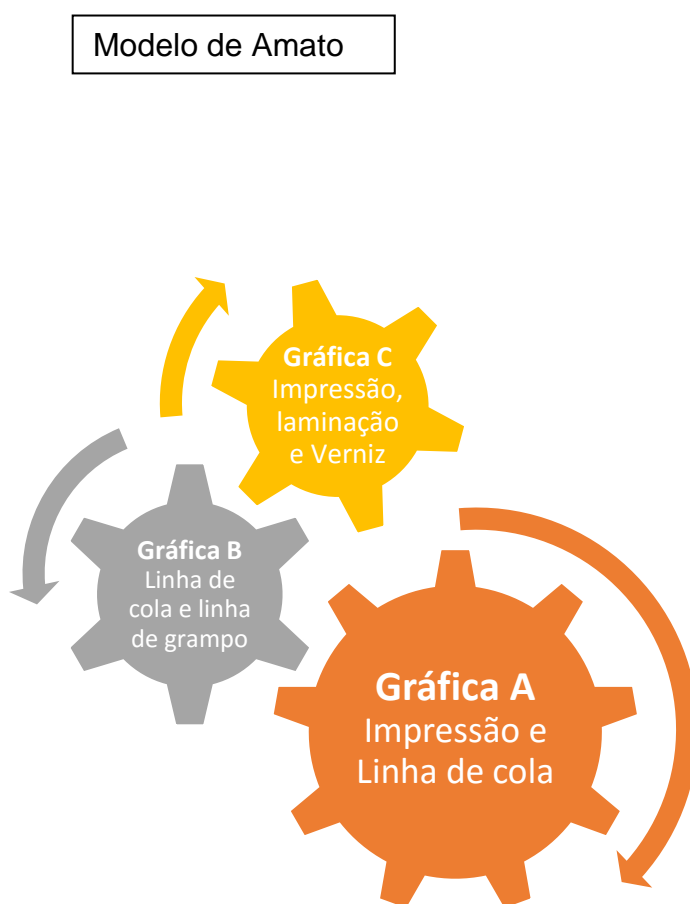 Modelo de Amato
Gráfica C
Impressão,
laminação
e Verniz
Gráfica B
Linha de
cola e linha
de grampo
Gráfica A
Impressão e
Linha de cola